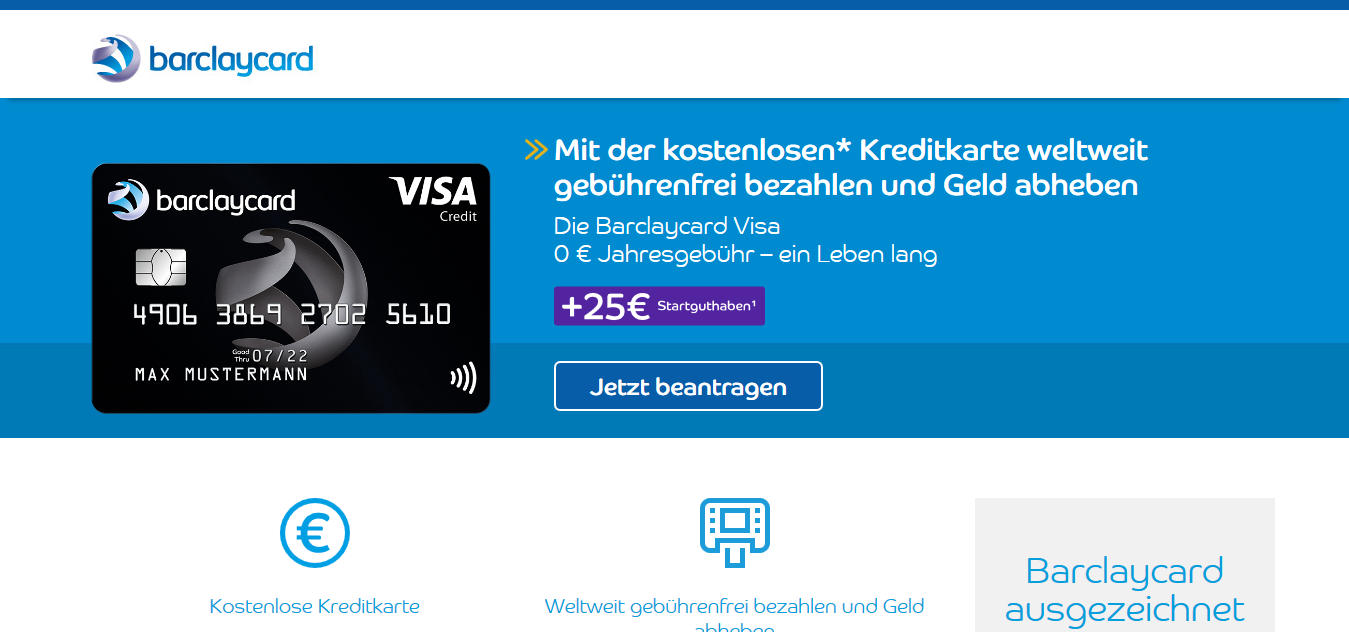 barclaycard
Mit der kostenlosen* Kreditkarte weltweit
gebührenfrei bezahlen und Geld abheben
Die Barclaycard Visa
0 € Jahresgebühr – ein Leben lang
+25€ Startguthaben¹
Jetzt beantragen
barclaycard
VISA
Credit
4906 3869 2702 5610
Good
Thru 07/22
MAX MUSTERMANN
Kostenlose Kreditkarte
Weltweit gebührenfrei bezahlen und Geld
abheben
Barclaycard
ausgezeichnet